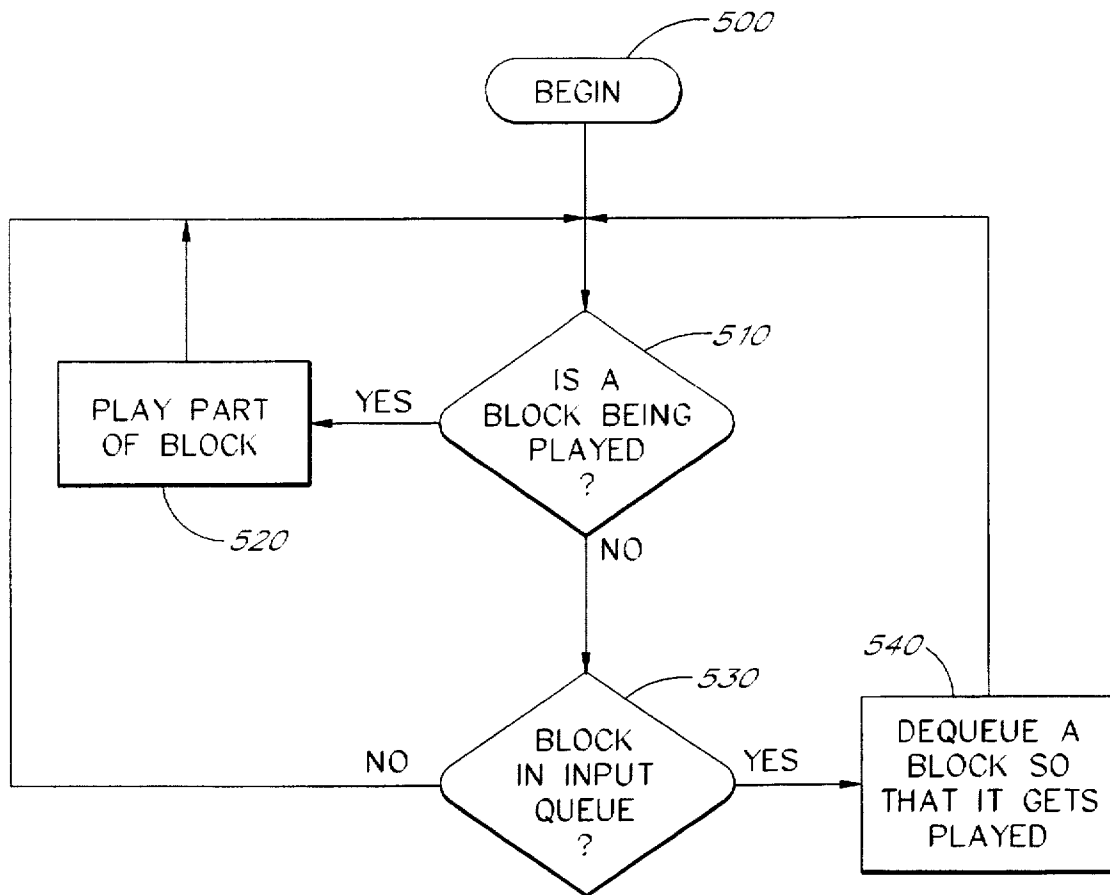 500
BEGIN
510
IS A
BLOCK BEING
PLAYED
?
YES
PLAY PART
OF BLOCK
520
NO
530
BLOCK
IN INPUT
QUEUE
?
NO
YES
540
DEQUEUE A
BLOCK SO
THAT IT GETS
PLAYED